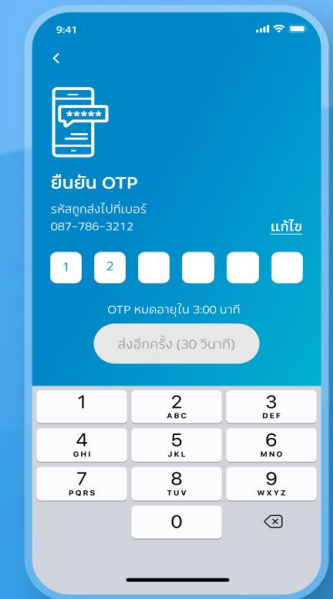 9:41
*****
ยืนยัน OTP
รหัสถูกส่งไปที่เบอร์
087-786-3212
แก้ไข
1 2
OTP หมดอายุใน 3:00 นาที
ส่งอีกครั้ง (30 วินาที)
1 2 3
ABC DEF
4 5 6
GHI JKL MNO
7 8 9
PQRS TUV WXYZ
0